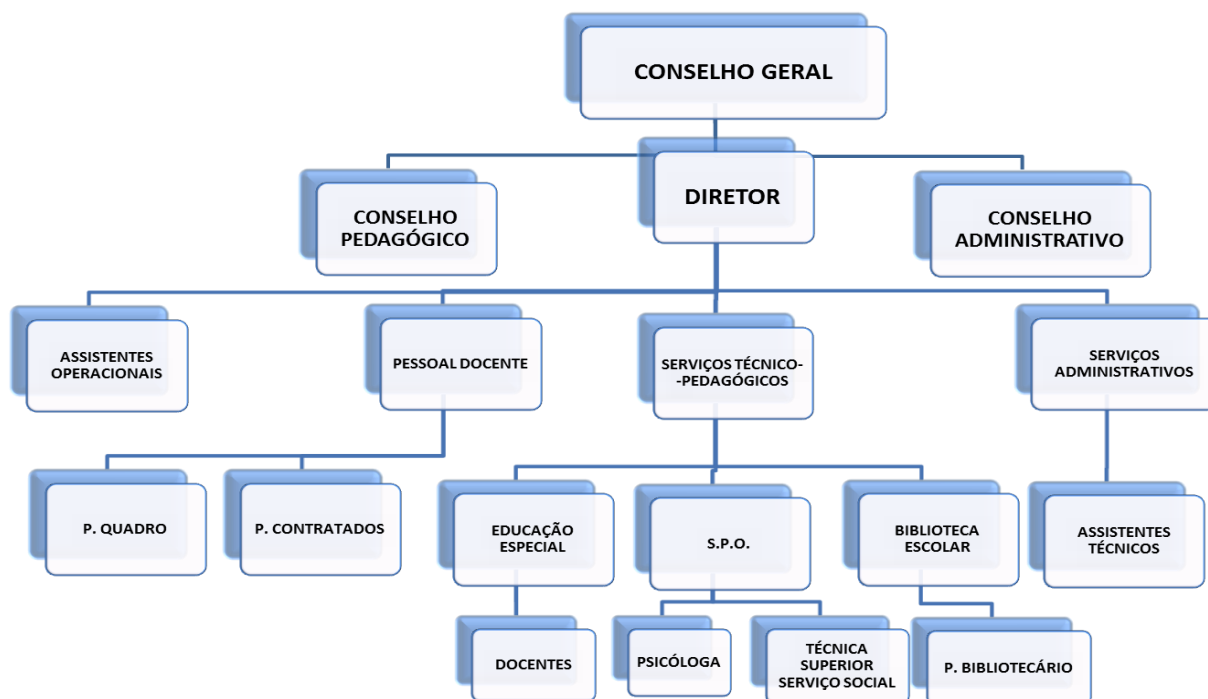 CONSELHO GERAL
CONSELHO
PEDAGÓGICO
DIRETOR
CONSELHO
ADMINISTRATIVO
ASSISTENTES
OPERACIONAIS
PESSOAL DOCENTE
SERVIÇOS TÉCNICO-
-PEDAGÓGICOS
SERVIÇOS
ADMINISTRATIVOS
P. QUADRO
P. CONTRATADOS
EDUCAÇÃO
ESPECIAL
S.P.O.
BIBLIOTECA
ESCOLAR
ASSISTENTES
TÉCNICOS
DOCENTES
PSICÓLOGA
TÉCNICA
SUPERIOR
SERVIÇO SOCIAL
P. BIBLIOTECÁRIO